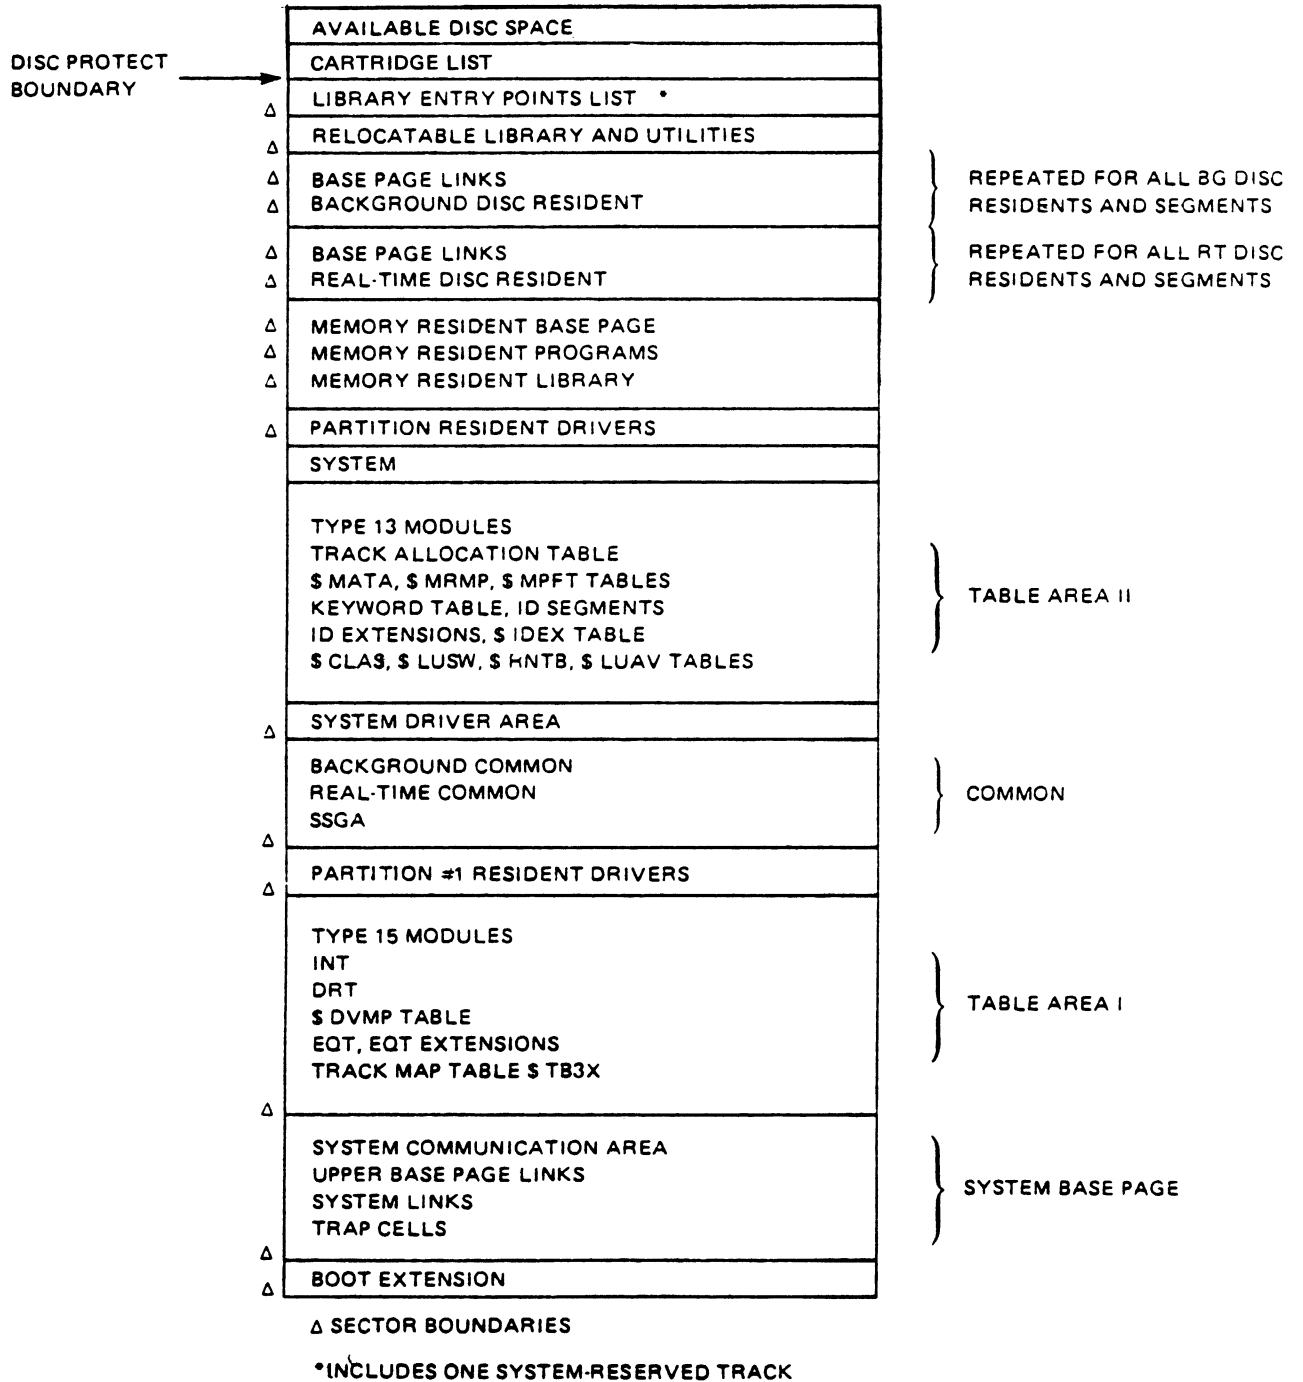 AVAILABLE DISC SPACE
DISC PROTECT
BOUNDARY
CARTRIDGE LIST
Δ LIBRARY ENTRY POINTS LIST *
Δ RELOCATABLE LIBRARY AND UTILITIES
Δ BASE PAGE LINKS
Δ BACKGROUND DISC RESIDENT
REPEATED FOR ALL BG DISC
RESIDENTS AND SEGMENTS
Δ BASE PAGE LINKS
Δ REAL-TIME DISC RESIDENT
REPEATED FOR ALL RT DISC
RESIDENTS AND SEGMENTS
Δ MEMORY RESIDENT BASE PAGE
Δ MEMORY RESIDENT PROGRAMS
Δ MEMORY RESIDENT LIBRARY
Δ PARTITION RESIDENT DRIVERS
SYSTEM
TYPE 13 MODULES
TRACK ALLOCATION TABLE
$ MATA, $ MRMP, $ MPFT TABLES
KEYWORD TABLE, ID SEGMENTS
ID EXTENSIONS, $ IDEX TABLE
$ CLAS, $ LUSW, $ RNTB, $ LUAV TABLES
TABLE AREA II
Δ SYSTEM DRIVER AREA
BACKGROUND COMMON
REAL-TIME COMMON
SSGA
Δ
COMMON
Δ PARTITION #1 RESIDENT DRIVERS
TYPE 15 MODULES
INT
DRT
$ DVMP TABLE
EQT, EQT EXTENSIONS
TRACK MAP TABLE $ TB3X
Δ
TABLE AREA I
SYSTEM COMMUNICATION AREA
UPPER BASE PAGE LINKS
SYSTEM LINKS
TRAP CELLS
Δ
SYSTEM BASE PAGE
Δ BOOT EXTENSION
Δ SECTOR BOUNDARIES
*INCLUDES ONE SYSTEM-RESERVED TRACK